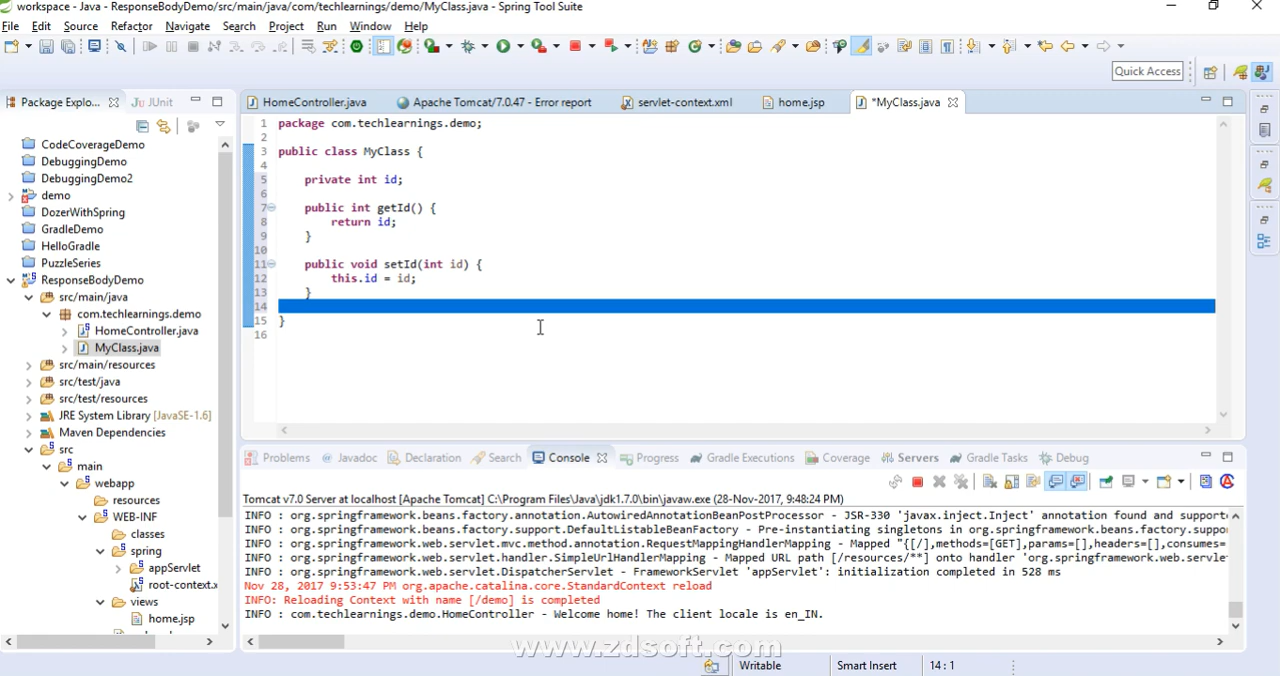 workspace - Java - ResponseBodyDemo/src/main/java/com/techlearnings/demo/MyClass.java - Spring Tool Suite
File Edit Source Refactor Navigate Search Project Run Window Help
Quick Access
Package Explo... JUnit
HomeController.java Apache Tomcat/7.0.47 - Error report servlet-context.xml home.jsp *MyClass.java
CodeCoverageDemo
DebuggingDemo
DebuggingDemo2
demo
DozerWithSpring
GradleDemo
HelloGradle
PuzzleSeries
ResponseBodyDemo
src/main/java
com.techlearnings.demo
HomeController.java
MyClass.java
src/main/resources
src/test/java
src/test/resources
JRE System Library [JavaSE-1.6]
Maven Dependencies
src
main
webapp
resources
WEB-INF
classes
spring
appServlet
root-context.x
views
home.jsp
1 package com.techlearnings.demo;
2
3 public class MyClass {
4
5 private int id;
6
7 public int getId() {
8 return id;
9 }
10
11 public void setId(int id) {
12 this.id = id;
13 }
14
15 }
16
Problems Javadoc Declaration Search Console Progress Gradle Executions Coverage Servers Gradle Tasks Debug
Tomcat v7.0 Server at localhost [Apache Tomcat] C:\Program Files\Java\jdk1.7.0\bin\javaw.exe (28-Nov-2017, 9:48:24 PM)
INFO : org.springframework.beans.factory.annotation.AutowiredAnnotationBeanPostProcessor - JSR-330 'javax.inject.Inject' annotation found and supporte
INFO : org.springframework.beans.factory.support.DefaultListableBeanFactory - Pre-instantiating singletons in org.springframework.beans.factory.suppor
INFO : org.springframework.web.servlet.mvc.method.annotation.RequestMappingHandlerMapping - Mapped "{[/],methods=[GET],params=[],headers=[],consumes=
INFO : org.springframework.web.servlet.handler.SimpleUrlHandlerMapping - Mapped URL path [/resources/**] onto handler 'org.springframework.web.servlet
INFO : org.springframework.web.servlet.DispatcherServlet - FrameworkServlet 'appServlet': initialization completed in 528 ms
Nov 28, 2017 9:53:47 PM org.apache.catalina.core.StandardContext reload
INFO: Reloading Context with name [/demo] is completed
INFO : com.techlearnings.demo.HomeController - Welcome home! The client locale is en_IN.
www.zdsoft.com
Writable Smart Insert 14 : 1